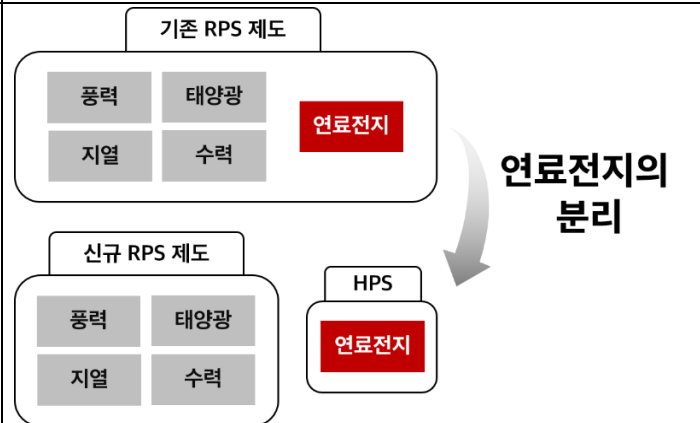 기존 RPS 제도
풍력
태양광
연료전지
지열
수력
연료전지의
분리
신규 RPS 제도
풍력
태양광
지열
수력
HPS
연료전지